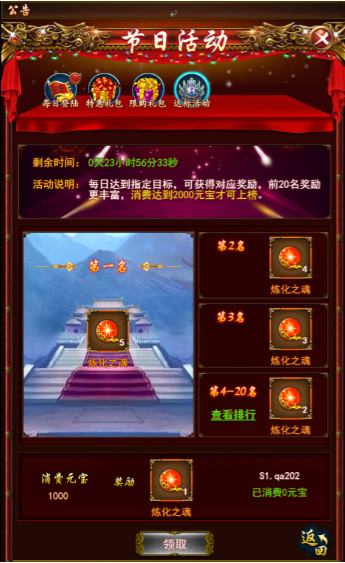 公告
节日活动
每日登陆 特惠礼包 限购礼包 达标活动
剩余时间： 0天23小时56分33秒
活动说明： 每日达到指定目标，可获得对应奖励，前20名奖励
更丰富，消费达到2000元宝才可上榜。
第一名
5
炼化之魂
第2名
4
炼化之魂
第3名
3
炼化之魂
第4-20名
查看排行
2
炼化之魂
消费元宝
1000
奖励
1
炼化之魂
S1.qa202
已消费0元宝
领取
返回